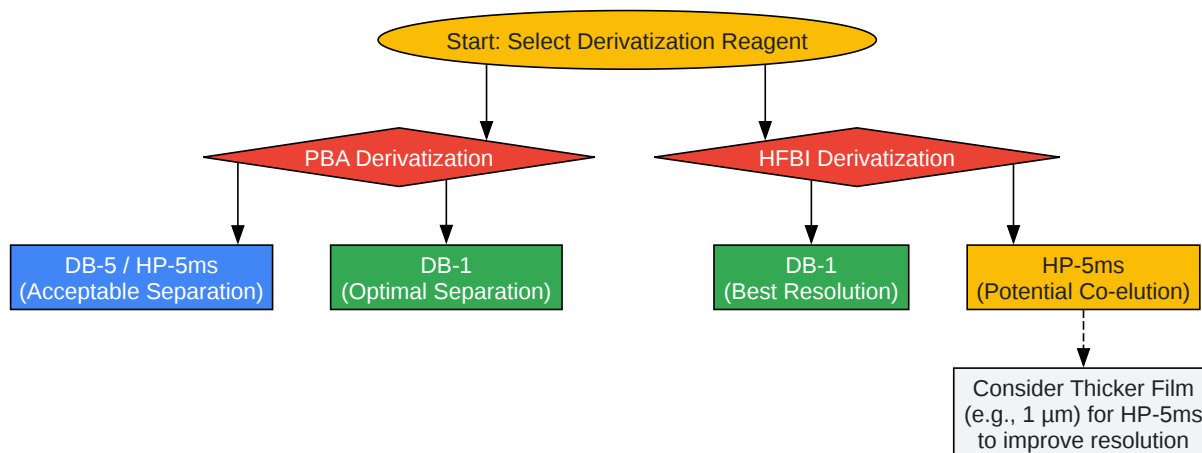 Start: Select Derivatization Reagent
PBA Derivatization
HFBI Derivatization
DB-5 / HP-5ms
(Acceptable Separation)
DB-1
(Optimal Separation)
DB-1
(Best Resolution)
HP-5ms
(Potential Co-elution)
Consider Thicker Film
(e.g., 1 µm) for HP-5ms
to improve resolution